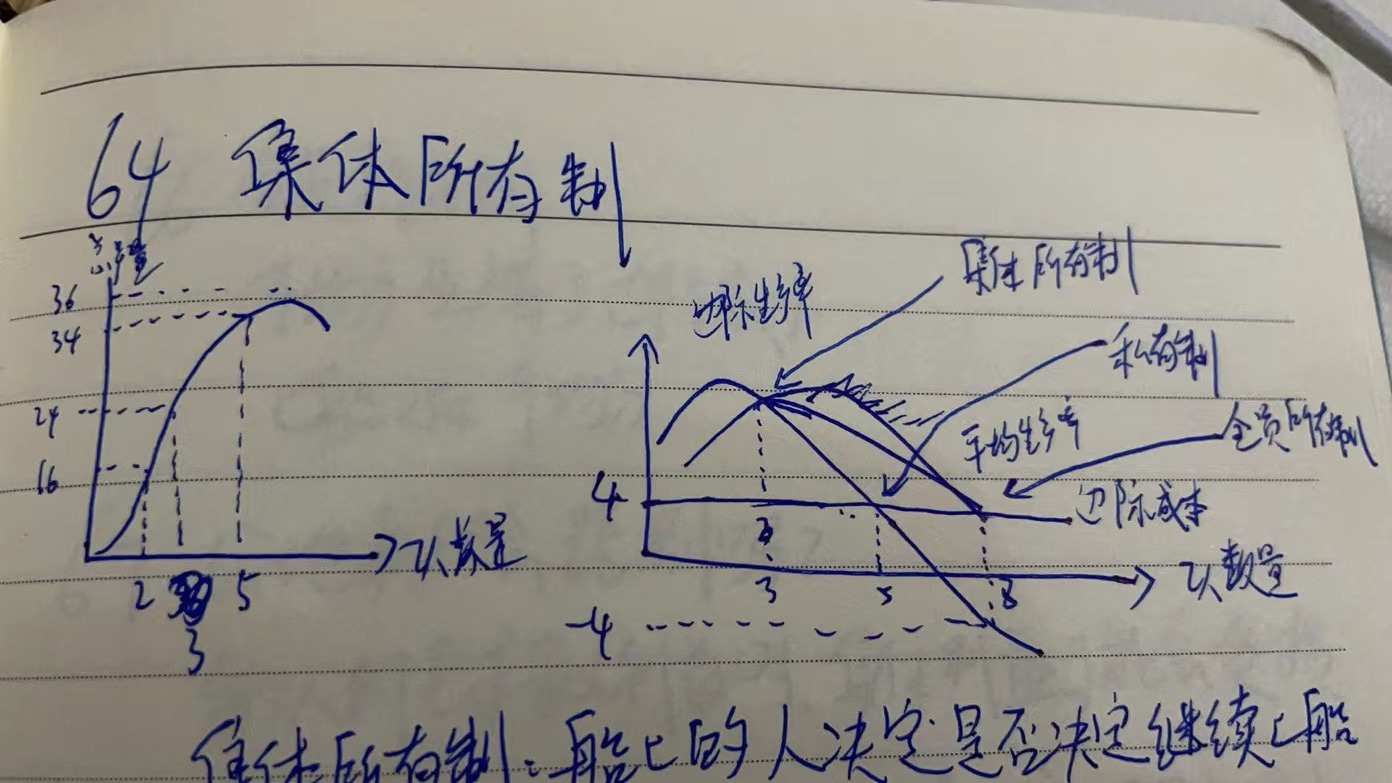 64 集体所有制
总产量
36
34
24
16
2
3
5
工人数量
边际生产率
集体所有制
私有制
平均生产率
全员所有制
4
边际成本
3
3
5
8
工人数量
-4
集体所有制:船上的人决定是否决定继续上船